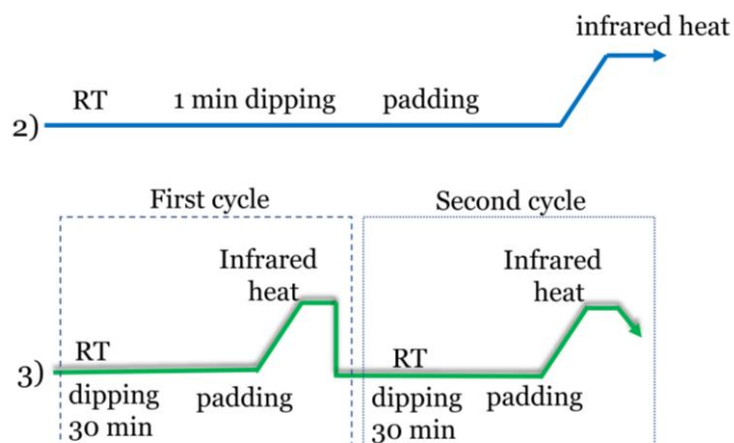 infrared heat
RT 1 min dipping padding
2)
First cycle Second cycle
Infrared
heat
Infrared
heat
RT
RT
3)
dipping
30 min
padding
dipping
30 min
padding